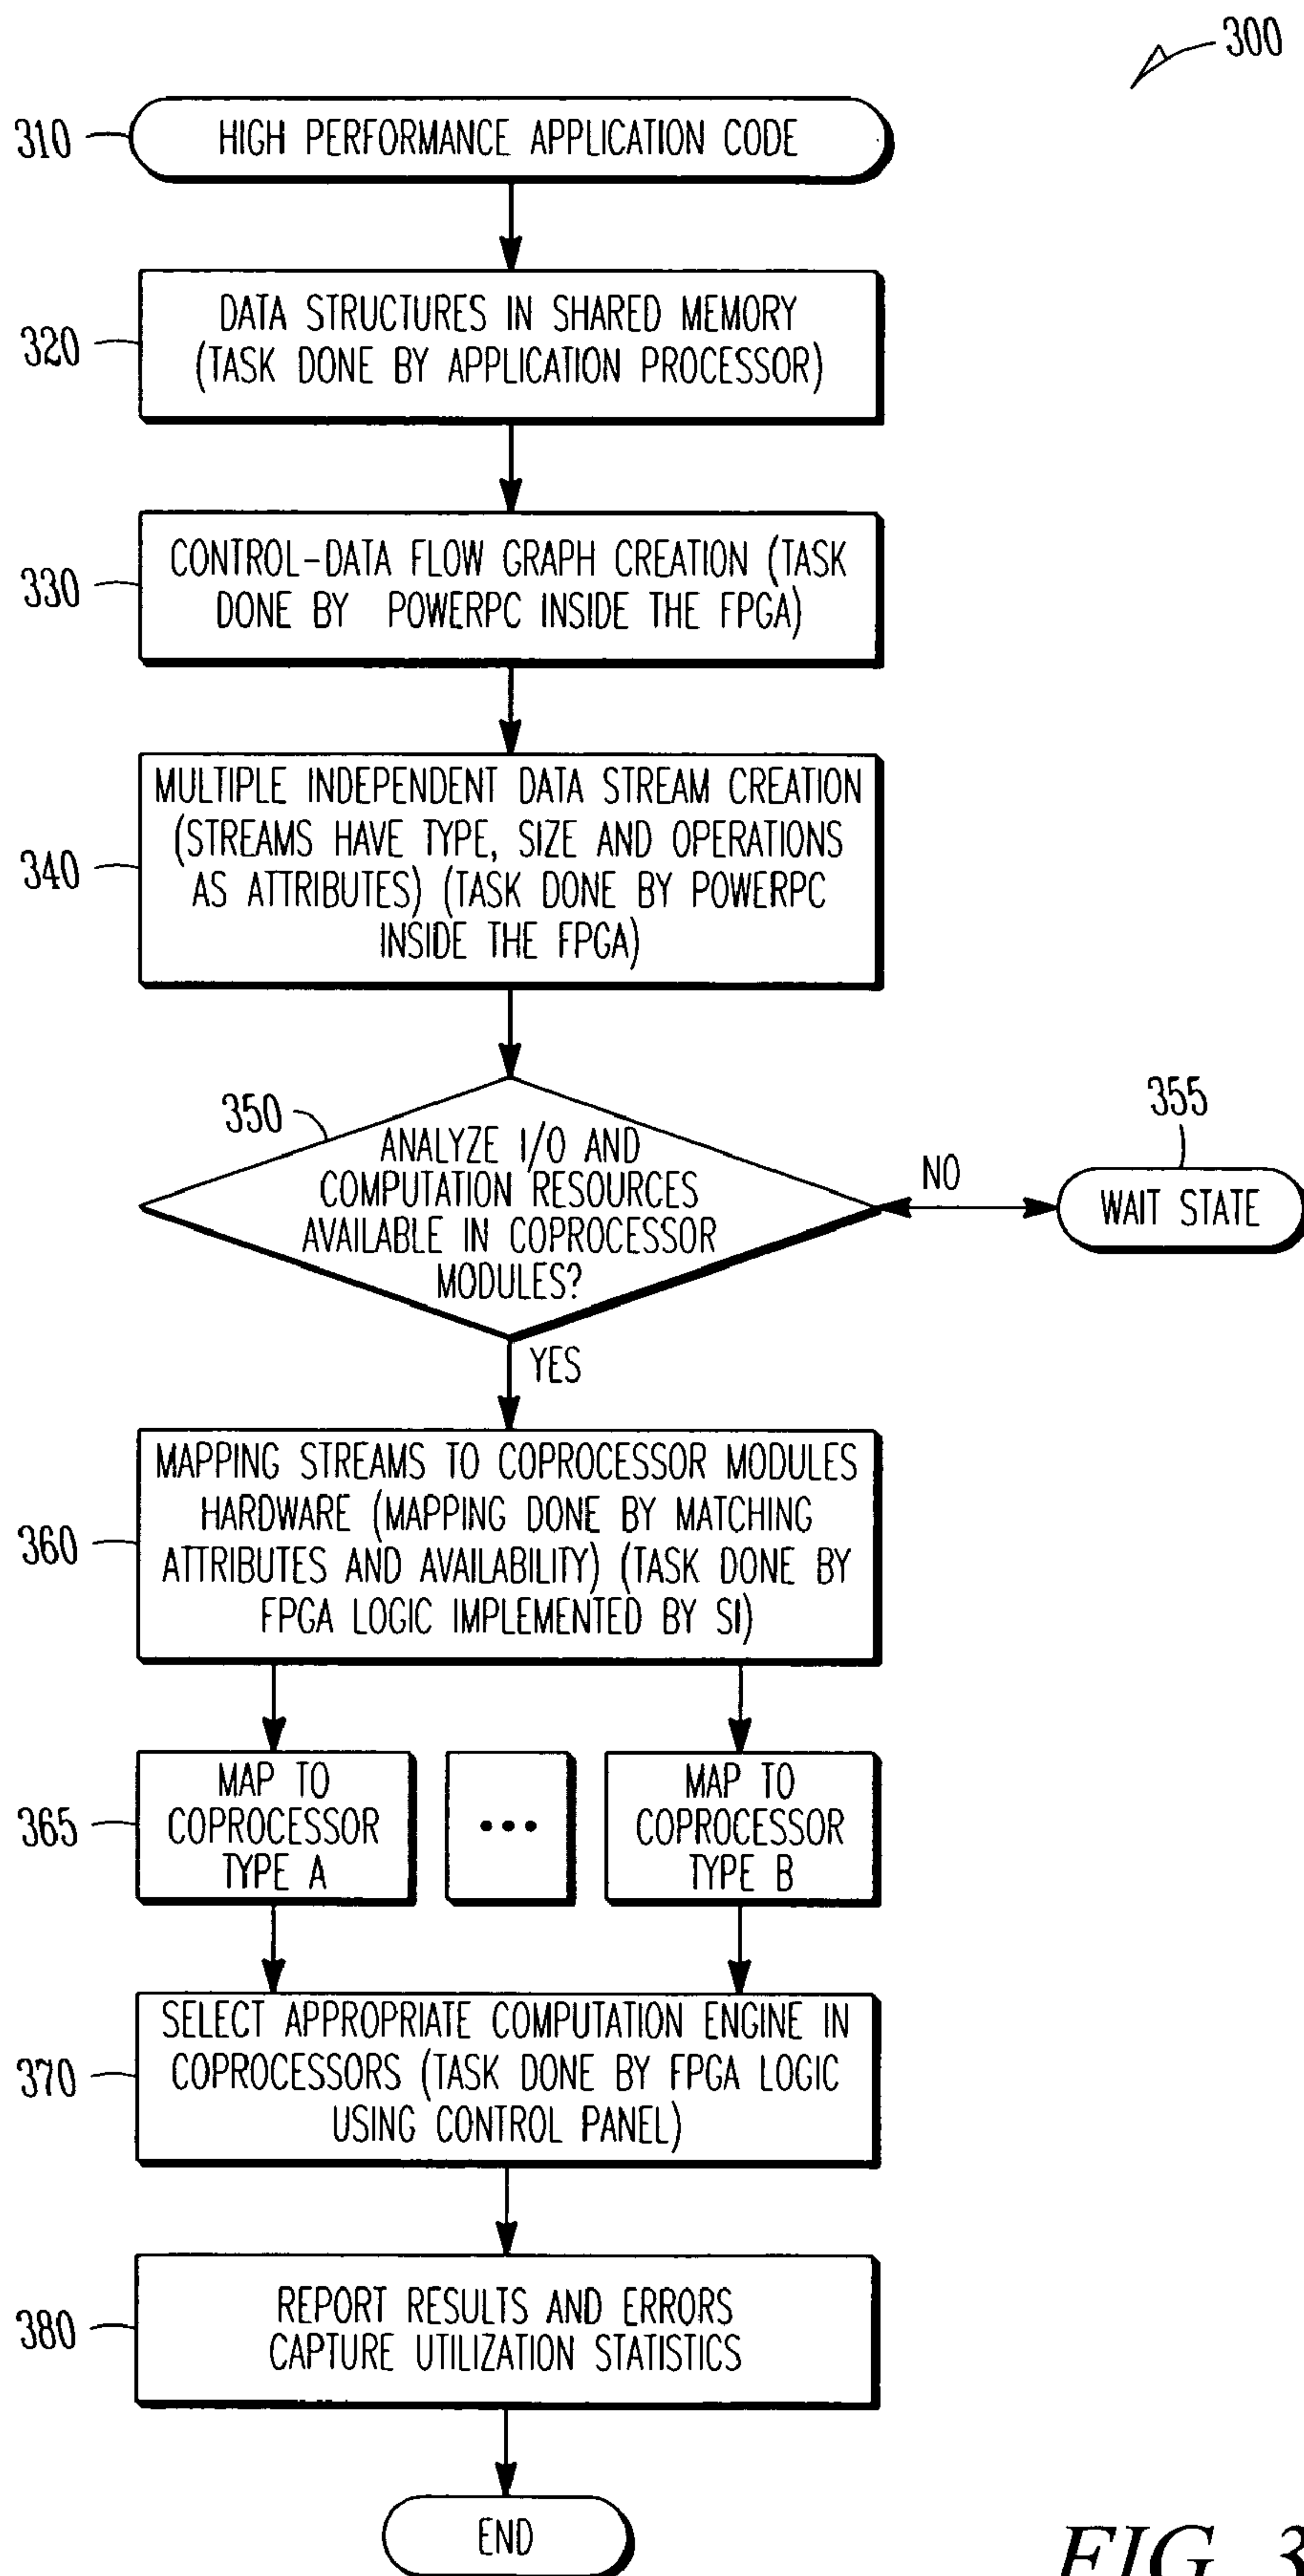 300
310
HIGH PERFORMANCE APPLICATION CODE
320
DATA STRUCTURES IN SHARED MEMORY
(TASK DONE BY APPLICATION PROCESSOR)
330
CONTROL-DATA FLOW GRAPH CREATION (TASK
DONE BY POWERPC INSIDE THE FPGA)
340
MULTIPLE INDEPENDENT DATA STREAM CREATION
(STREAMS HAVE TYPE, SIZE AND OPERATIONS
AS ATTRIBUTES) (TASK DONE BY POWERPC
INSIDE THE FPGA)
350
ANALYZE I/O AND
COMPUTATION RESOURCES
AVAILABLE IN COPROCESSOR
MODULES?
NO
355
WAIT STATE
YES
360
MAPPING STREAMS TO COPROCESSOR MODULES
HARDWARE (MAPPING DONE BY MATCHING
ATTRIBUTES AND AVAILABILITY) (TASK DONE BY
FPGA LOGIC IMPLEMENTED BY SI)
365
MAP TO
COPROCESSOR
TYPE A
•••
MAP TO
COPROCESSOR
TYPE B
370
SELECT APPROPRIATE COMPUTATION ENGINE IN
COPROCESSORS (TASK DONE BY FPGA LOGIC
USING CONTROL PANEL)
380
REPORT RESULTS AND ERRORS
CAPTURE UTILIZATION STATISTICS
END
FIG. 3